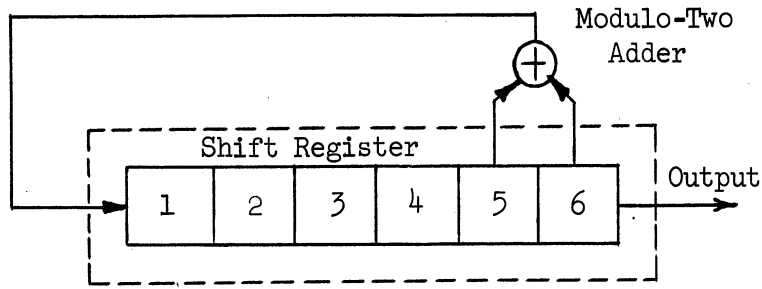 Modulo-Two
Adder
Shift Register
1 2 3 4 5 6
Output